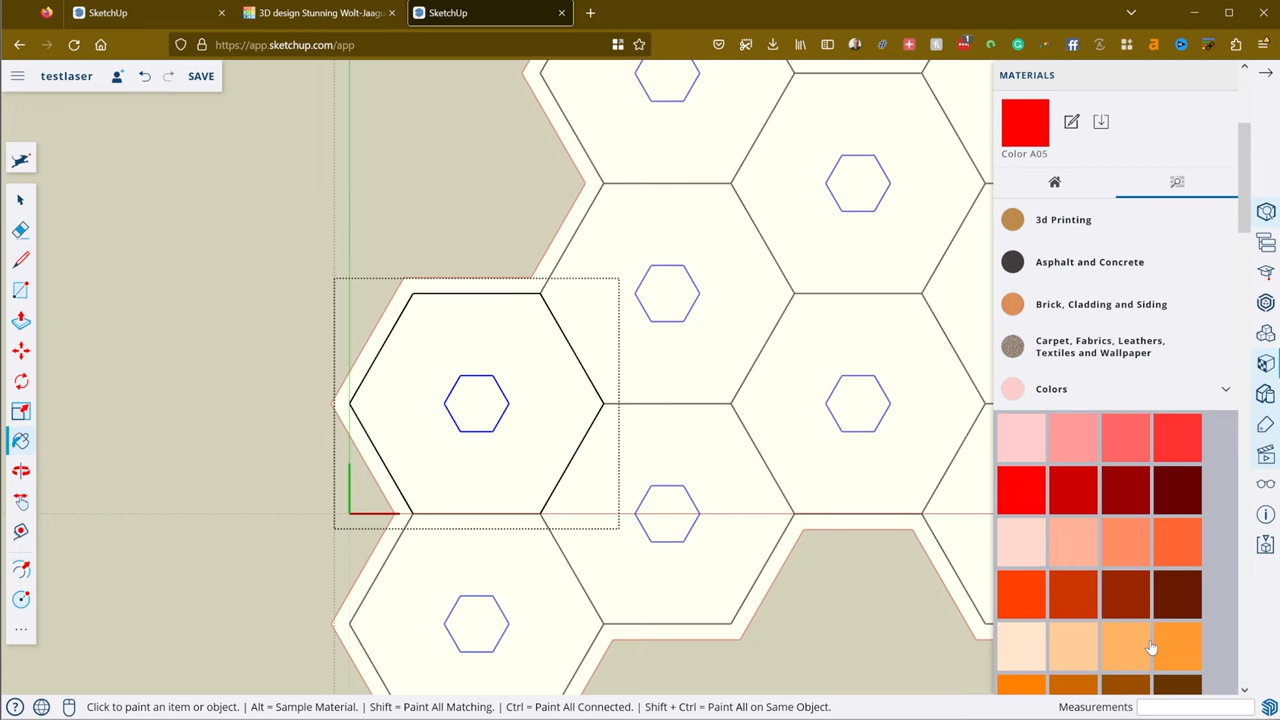 SketchUp
3D design Stunning Wolt-Jaagu
SketchUp
https://app.sketchup.com/app
testlaser
SAVE
MATERIALS
Color A05
3d Printing
Asphalt and Concrete
Brick, Cladding and Siding
Carpet, Fabrics, Leathers,
Textiles and Wallpaper
Colors
Click to paint an item or object. | Alt = Sample Material. | Shift = Paint All Matching. | Ctrl = Paint All Connected. | Shift + Ctrl = Paint All on Same Object.
Measurements